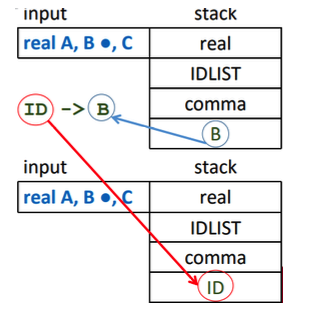 input stack
real A, B ●, C real
IDLIST
comma
ID -> B
B
input stack
real A, B ●, C real
IDLIST
comma
ID